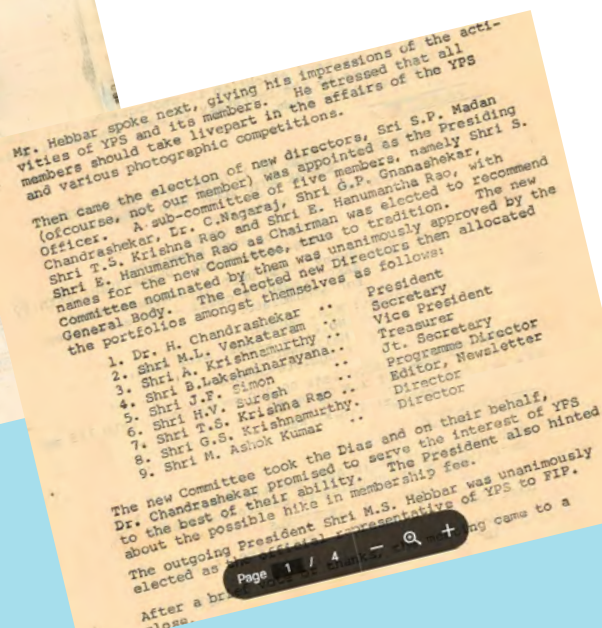 Mr. Hebbar spoke next, giving his impressions of the acti-
vities of YPS and its members. He stressed that all
members should take livepart in the affairs of the YPS
and various photographic competitions.
Then came the election of new directors, Sri S.P. Madan
(ofcourse, not our member) was appointed as the Presiding
Officer. A sub-committee of five members, namely Shri S.
Chandrashekar, Dr. C.Nagaraj, Shri G.P. Gnanashekar,
Shri T.S. Krishna Rao and Shri E. Hanumantha Rao, with
Shri E. Hanumantha Rao as Chairman was elected to recommend
names for the new Committee, true to tradition. The new
Committee nominated by them was unanimously approved by the
General Body. The elected new Directors then allocated
the portfolios amongst themselves as follows:
1. Dr. H. Chandrashekar .. President
2. Shri M.L. Venkataram .. Secretary
3. Shri A. Krishnamurthy .. Vice President
4. Shri B.Lakshminarayana.. Treasurer
5. Shri J.F. Simon .. Jt. Secretary
6. Shri H.V. Suresh .. Programme Director
7. Shri T.S. Krishna Rao .. Editor, Newsletter
8. Shri G.S. Krishnamurthy. Director
9. Shri M. Ashok Kumar .. Director
The new Committee took the Dias and on their behalf,
Dr. Chandrashekar promised to serve the interest of YPS
to the best of their ability. The President also hinted
about the possible hike in membership fee.
The outgoing President Shri M.S. Hebbar was unanimously
elected as the official representative of YPS to FIP.
After a brief vote of thanks, the meeting came to a
close.
Page 1 / 4